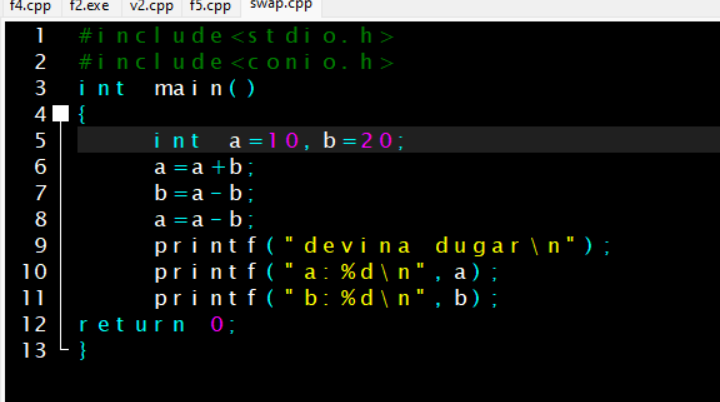 f4.cpp f2.exe v2.cpp f5.cpp swap.cpp
1 #include<stdio.h>
2 #include<conio.h>
3 int main()
4 {
5 int a=10,b=20;
6 a=a+b;
7 b=a-b;
8 a=a-b;
9 printf("devina dugar\n");
10 printf("a:%d\n",a);
11 printf("b:%d\n",b);
12 return 0;
13 }